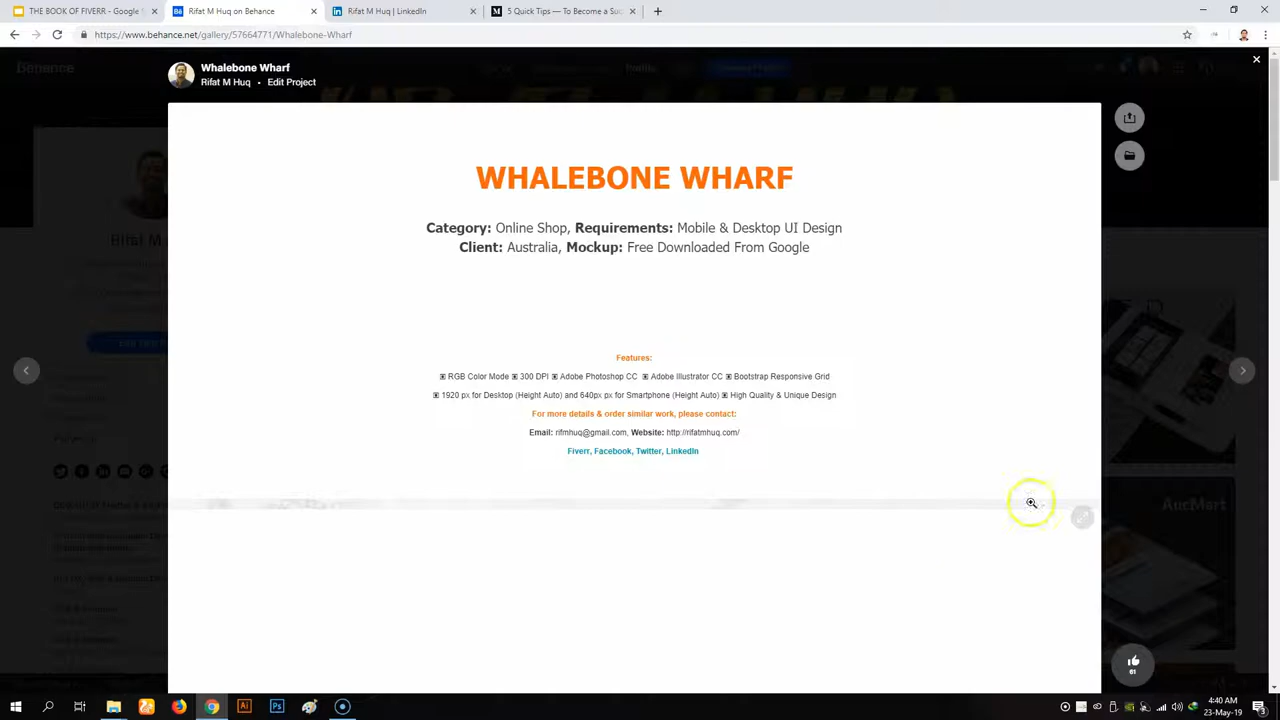 THE BOOK OF FIVERR - Google S
Rifat M Huq on Behance
Rifat M Huq | LinkedIn
5 Quick Tips — To Become a Suc
https://www.behance.net/gallery/57664771/Whalebone-Wharf
Bēhance
Whalebone Wharf
Rifat M Huq • Edit Project
WHALEBONE WHARF
Category: Online Shop, Requirements: Mobile & Desktop UI Design
Client: Australia, Mockup: Free Downloaded From Google
Features:
▣ RGB Color Mode ▣ 300 DPI ▣ Adobe Photoshop CC ▣ Adobe Illustrator CC ▣ Bootstrap Responsive Grid
▣ 1920 px for Desktop (Height Auto) and 640px px for Smartphone (Height Auto) ▣ High Quality & Unique Design
For more details & order similar work, please contact:
Email: rifmhuq@gmail.com, Website: http://rifatmhuq.com/
Fiverr, Facebook, Twitter, LinkedIn
AucMart
61
4:40 AM
23-May-19